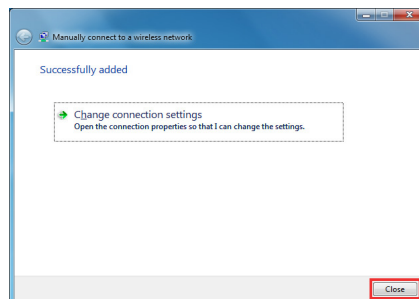 Manually connect to a wireless network
Successfully added
Change connection settings
Open the connection properties so that I can change the settings.
Close